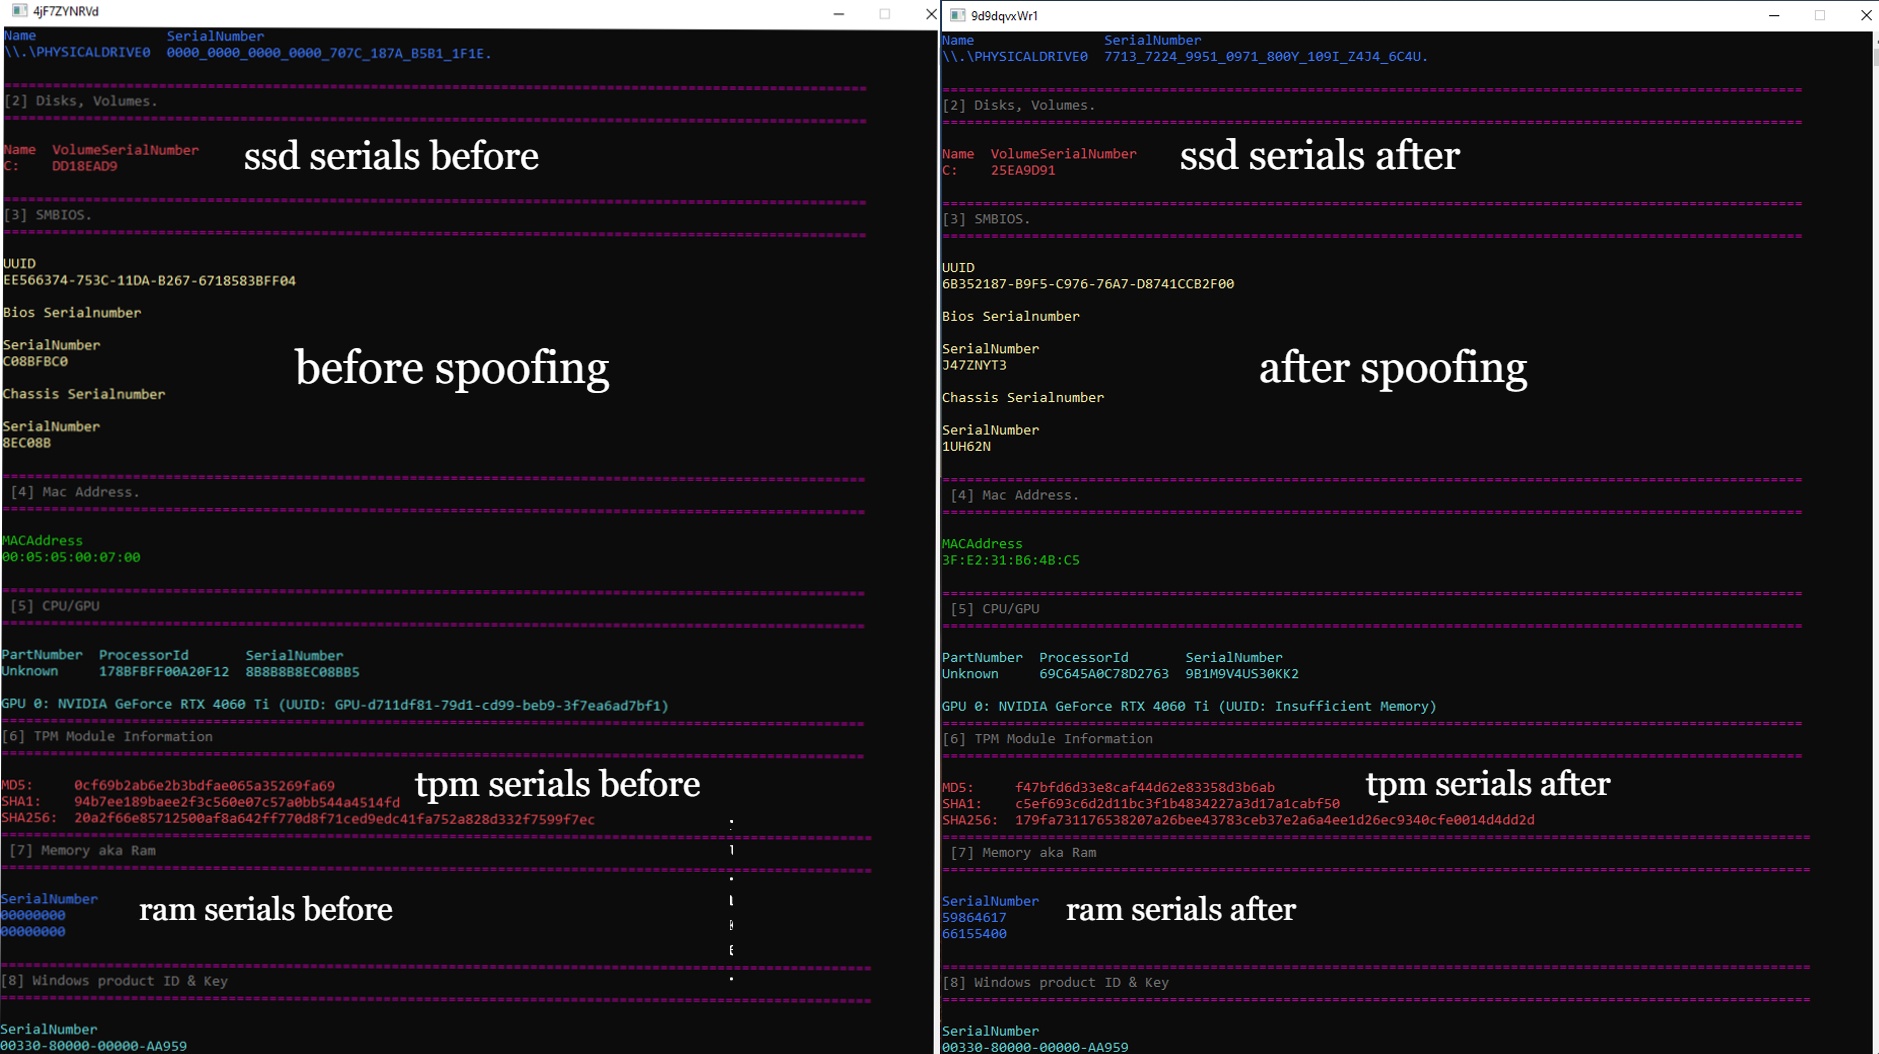 4jF7ZYNRVd
Name SerialNumber
\\.\PHYSICALDRIVE0 0000_0000_0000_0000_707C_187A_B5B1_1F1E.
[2] Disks, Volumes.
Name VolumeSerialNumber
C: DD18EAD9
ssd serials before
[3] SMBIOS.
UUID
EE566374-753C-11DA-B267-6718583BFF04
Bios Serialnumber
SerialNumber
C08BFBC0
before spoofing
Chassis Serialnumber
SerialNumber
8EC08B
[4] Mac Address.
MACAddress
00:05:05:00:07:00
[5] CPU/GPU
PartNumber ProcessorId SerialNumber
Unknown 178BFBFF00A20F12 8B8B8B8EC08BB5
GPU 0: NVIDIA GeForce RTX 4060 Ti (UUID: GPU-d711df81-79d1-cd99-beb9-3f7ea6ad7bf1)
[6] TPM Module Information
MD5: 0cf69b2ab6e2b3bdfae065a35269fa69
SHA1: 94b7ee189baee2f3c560e07c57a0bb544a4514fd
SHA256: 20a2f66e85712500af8a642ff770d8f71ced9edc41fa752a828d332f7599f7ec
tpm serials before
[7] Memory aka Ram
SerialNumber
00000000
00000000
ram serials before
[8] Windows product ID & Key
SerialNumber
00330-80000-00000-AA959
9d9dqvxWr1
Name SerialNumber
\\.\PHYSICALDRIVE0 7713_7224_9951_0971_800Y_109I_Z4J4_6C4U.
[2] Disks, Volumes.
Name VolumeSerialNumber
C: 25EA9D91
ssd serials after
[3] SMBIOS.
UUID
6B352187-B9F5-C976-76A7-D8741CCB2F00
Bios Serialnumber
SerialNumber
J47ZNYT3
after spoofing
Chassis Serialnumber
SerialNumber
1UH62N
[4] Mac Address.
MACAddress
3F:E2:31:B6:4B:C5
[5] CPU/GPU
PartNumber ProcessorId SerialNumber
Unknown 69C645A0C78D2763 9B1M9V4US30KK2
GPU 0: NVIDIA GeForce RTX 4060 Ti (UUID: Insufficient Memory)
[6] TPM Module Information
MD5: f47bfd6d33e8caf44d62e83358d3b6ab
SHA1: c5ef693c6d2d11bc3f1b4834227a3d17a1cabf50
SHA256: 179fa731176538207a26bee43783ceb37e2a6a4ee1d26ec9340cfe0014d4dd2d
tpm serials after
[7] Memory aka Ram
SerialNumber
59864617
66155400
ram serials after
[8] Windows product ID & Key
SerialNumber
00330-80000-00000-AA959